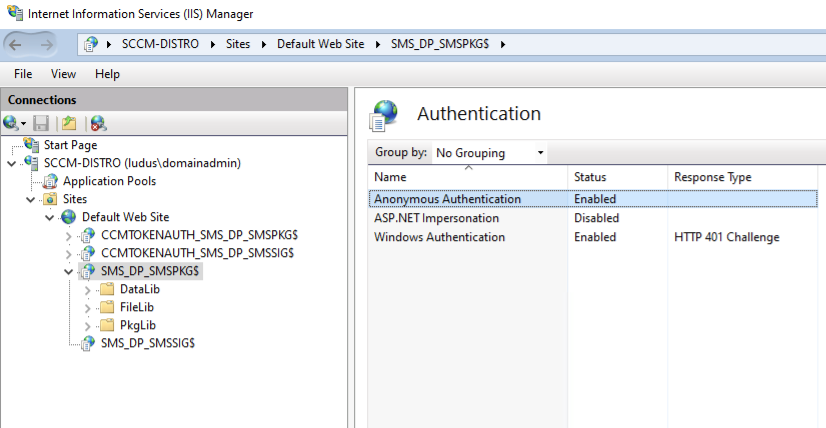 Internet Information Services (IIS) Manager
SCCM-DISTRO Sites Default Web Site SMS_DP_SMSPKG$
File View Help
Connections
Start Page
SCCM-DISTRO (ludus\domainadmin)
Application Pools
Sites
Default Web Site
CCMTOKENAUTH_SMS_DP_SMSPKG$
CCMTOKENAUTH_SMS_DP_SMSSIG$
SMS_DP_SMSPKG$
DataLib
FileLib
PkgLib
SMS_DP_SMSSIG$
Authentication
Group by: No Grouping
Name Status Response Type
Anonymous Authentication Enabled
ASP.NET Impersonation Disabled
Windows Authentication Enabled HTTP 401 Challenge